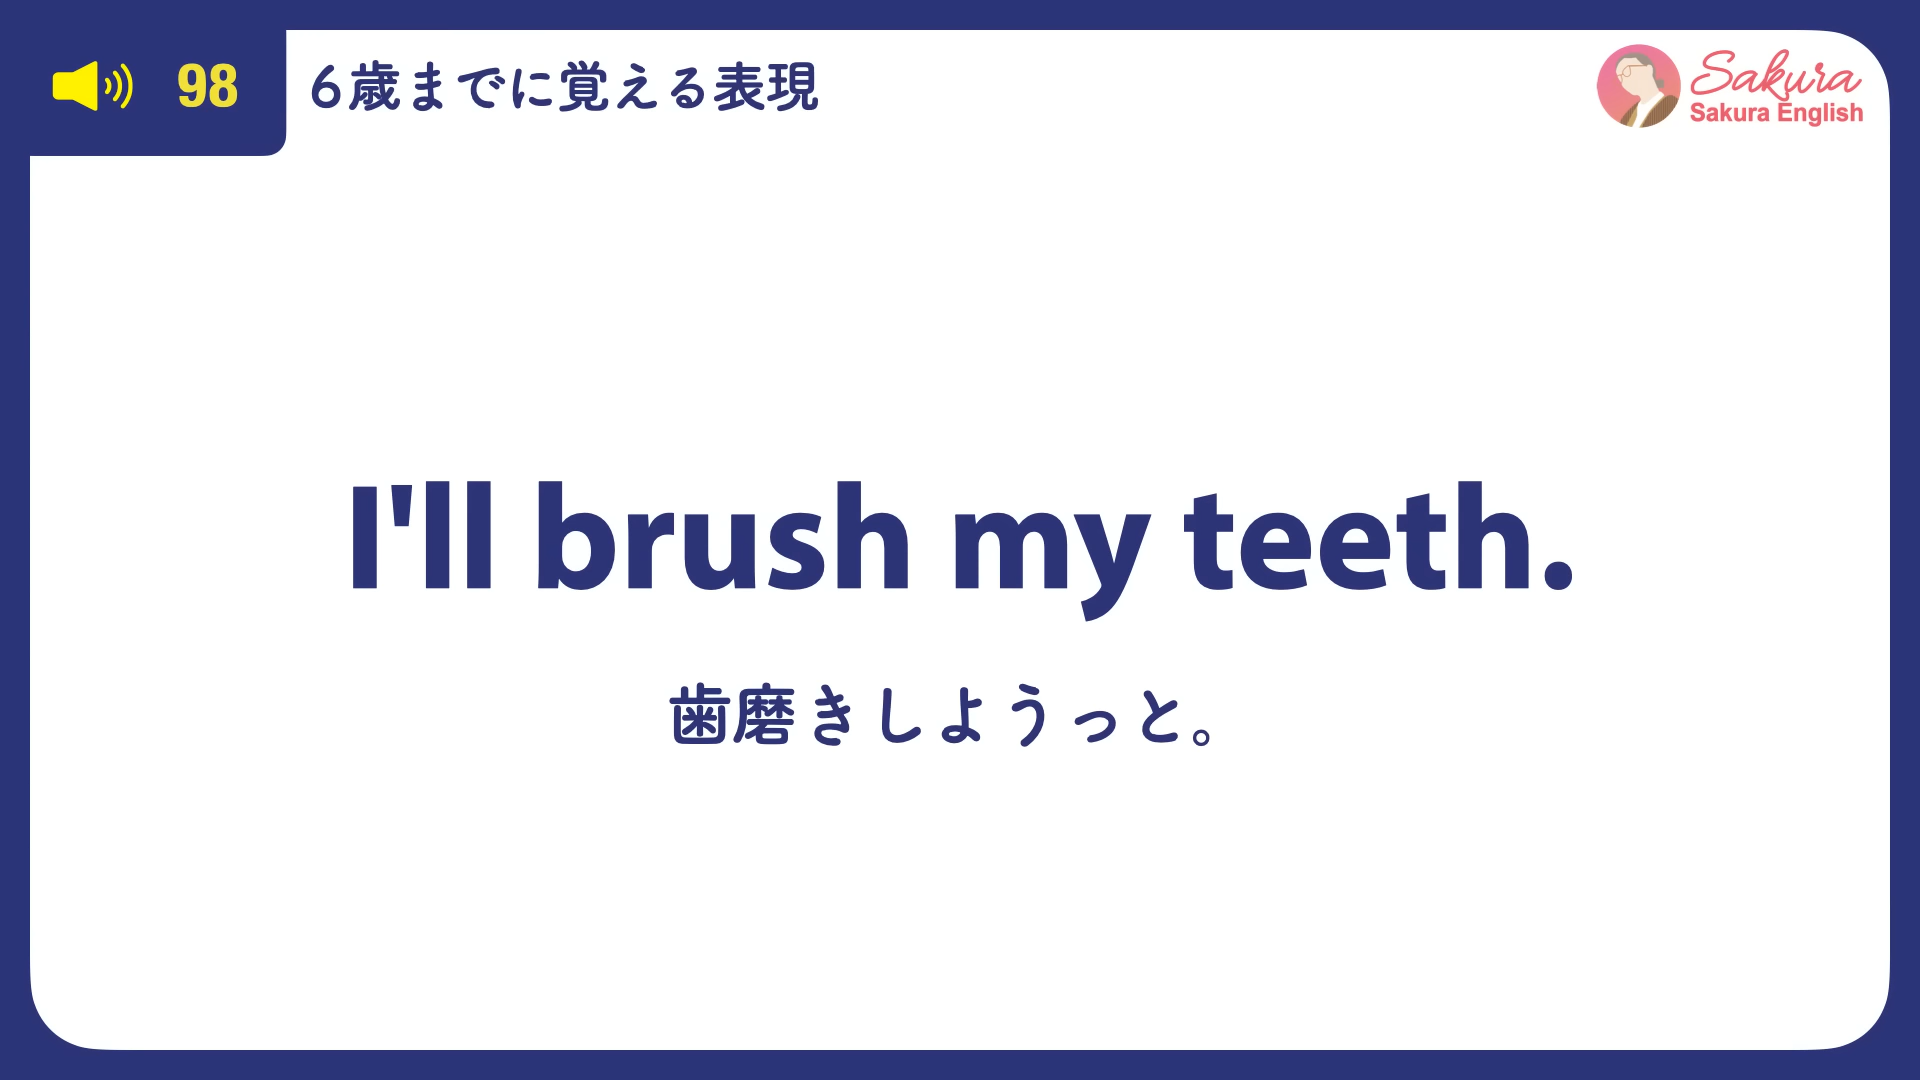 98
6歳までに覚える表現
Sakura
Sakura English
I'll brush my teeth.
歯磨きしようっと。